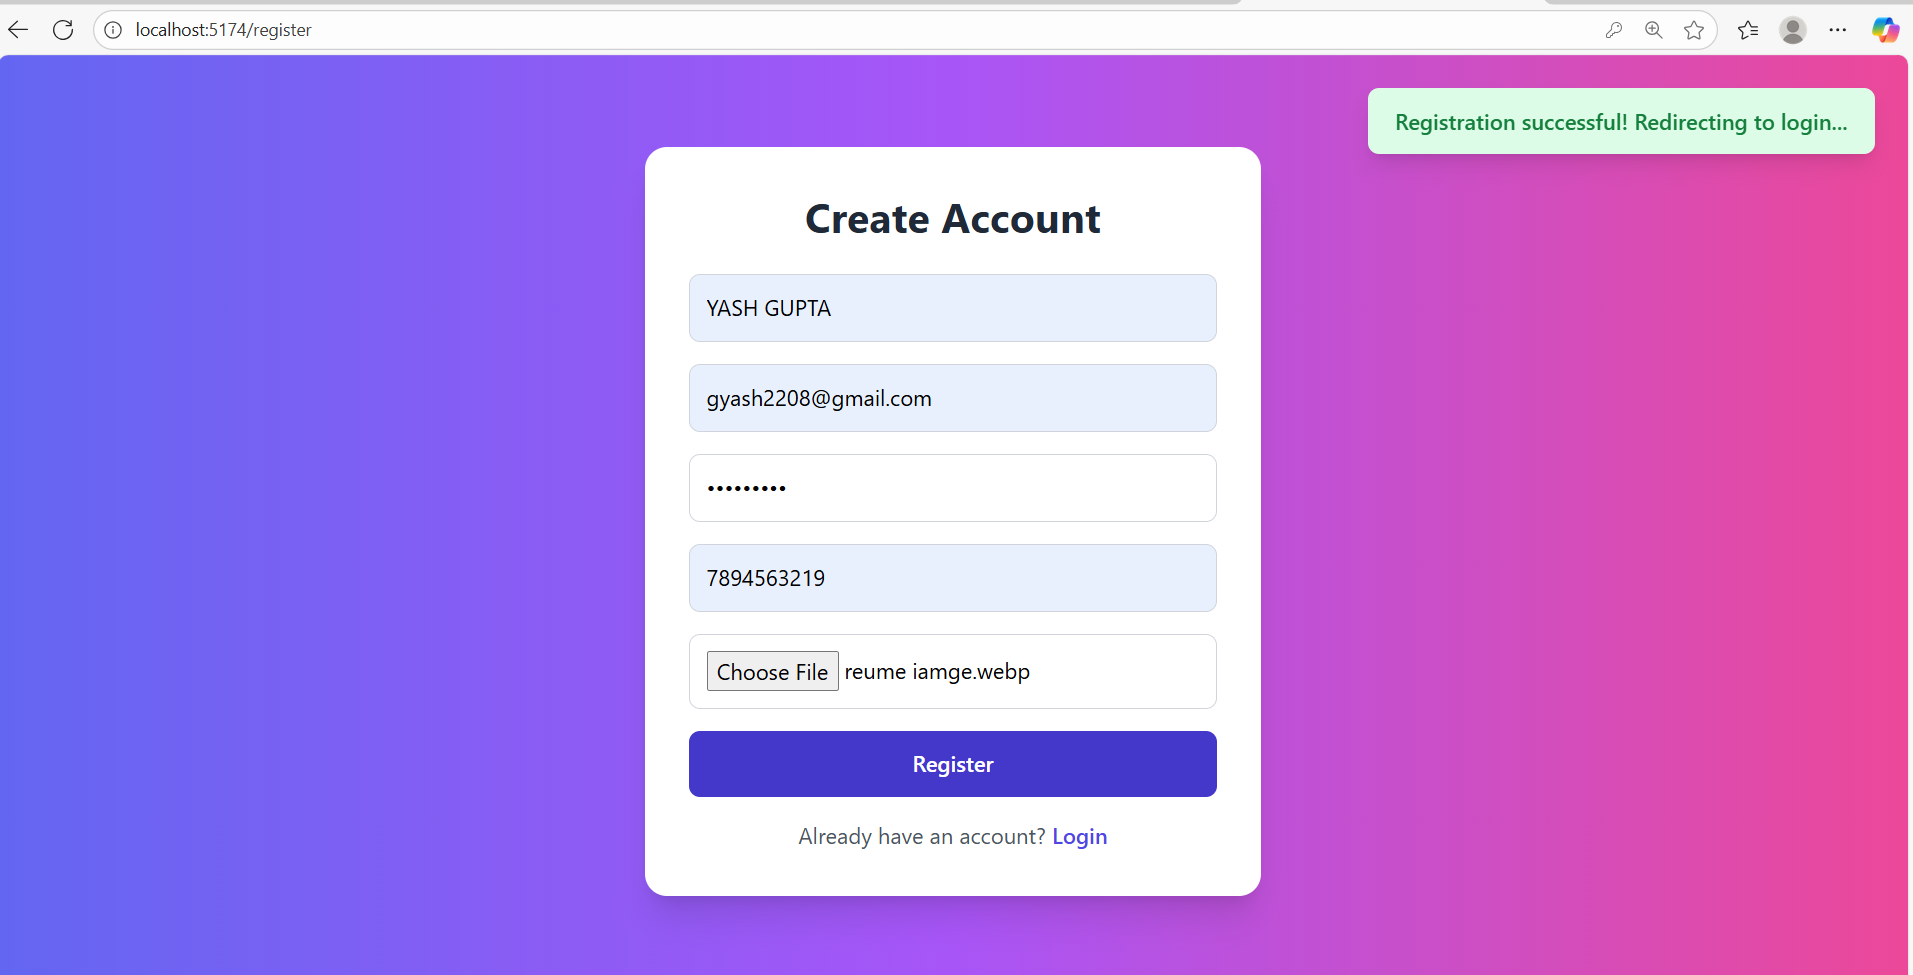 localhost:5174/register
Registration successful! Redirecting to login...
Create Account
YASH GUPTA
gyash2208@gmail.com
•••••••••
7894563219
Choose File reume iamge.webp
Register
Already have an account? Login